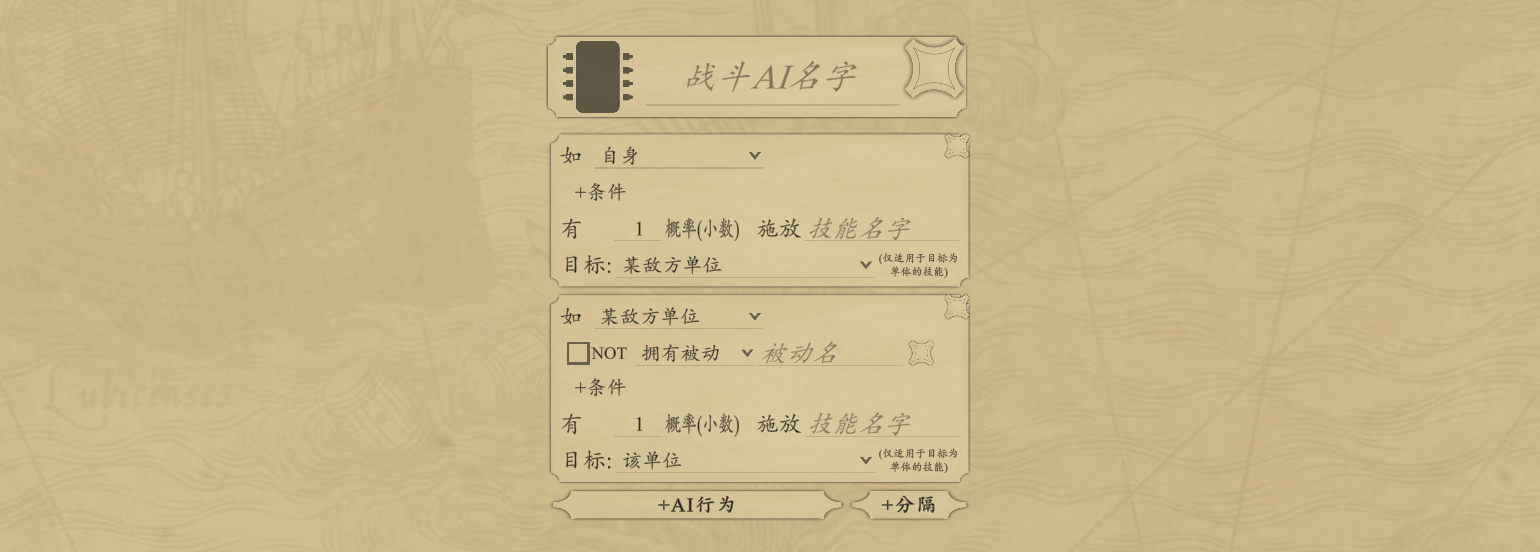 战斗AI名字
如 自身
+条件
有 1 概率(小数) 施放 技能名字
目标: 某敌方单位 (仅适用于目标为
单体的技能)
如 某敌方单位
NOT 拥有被动 被动名
+条件
有 1 概率(小数) 施放 技能名字
目标: 该单位 (仅适用于目标为
单体的技能)
+AI行为 +分隔
Lubicenses